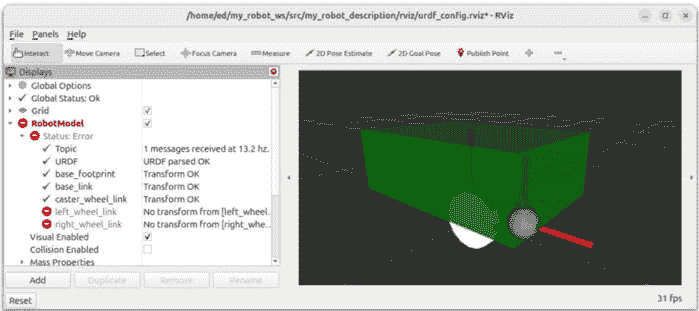 /home/ed/my_robot_ws/src/my_robot_description/rviz/urdf_config.rviz* - RViz
File Panels Help
Interact Move Camera Select Focus Camera Measure 2D Pose Estimate 2D Goal Pose Publish Point
Displays
Global Options
Global Status: Ok
Grid
RobotModel
Status: Error
Topic 1 messages received at 13.2 hz.
URDF URDF parsed OK
base_footprint Transform OK
base_link Transform OK
caster_wheel_link Transform OK
left_wheel_link No transform from [left_wheel...
right_wheel_link No transform from [right_whe...
Visual Enabled
Collision Enabled
Mass Properties
Add Duplicate Remove Rename
Reset 31 fps